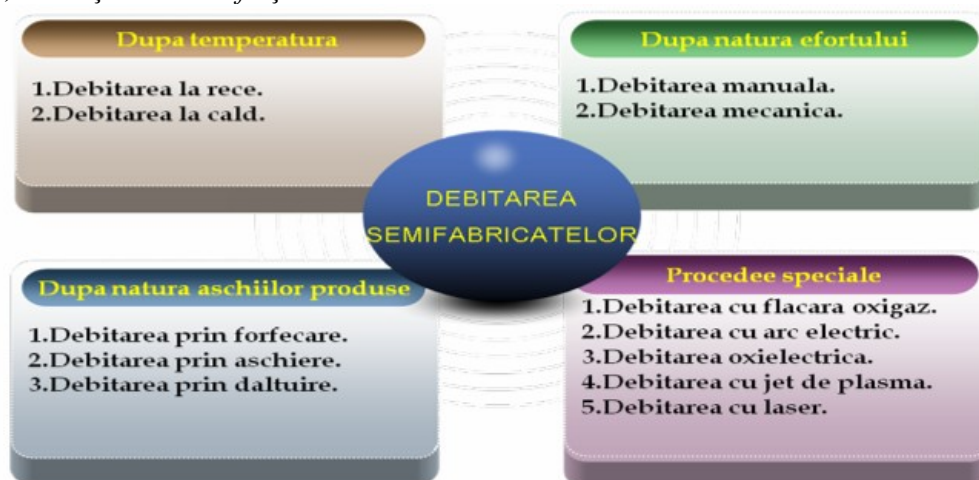 Dupa temperatura
1.Debitarea la rece.
2.Debitarea la cald.
Dupa natura efortului
1.Debitarea manuala.
2.Debitarea mecanica.
DEBITAREA
SEMIFABRICATELOR
Dupa natura aschiilor produse
1.Debitarea prin forfecare.
2.Debitarea prin aschiere.
3.Debitarea prin daltuire.
Procedee speciale
1.Debitarea cu flacara oxigaz.
2.Debitarea cu arc electric.
3.Debitarea oxielectrica.
4.Debitarea cu jet de plasma.
5.Debitarea cu laser.